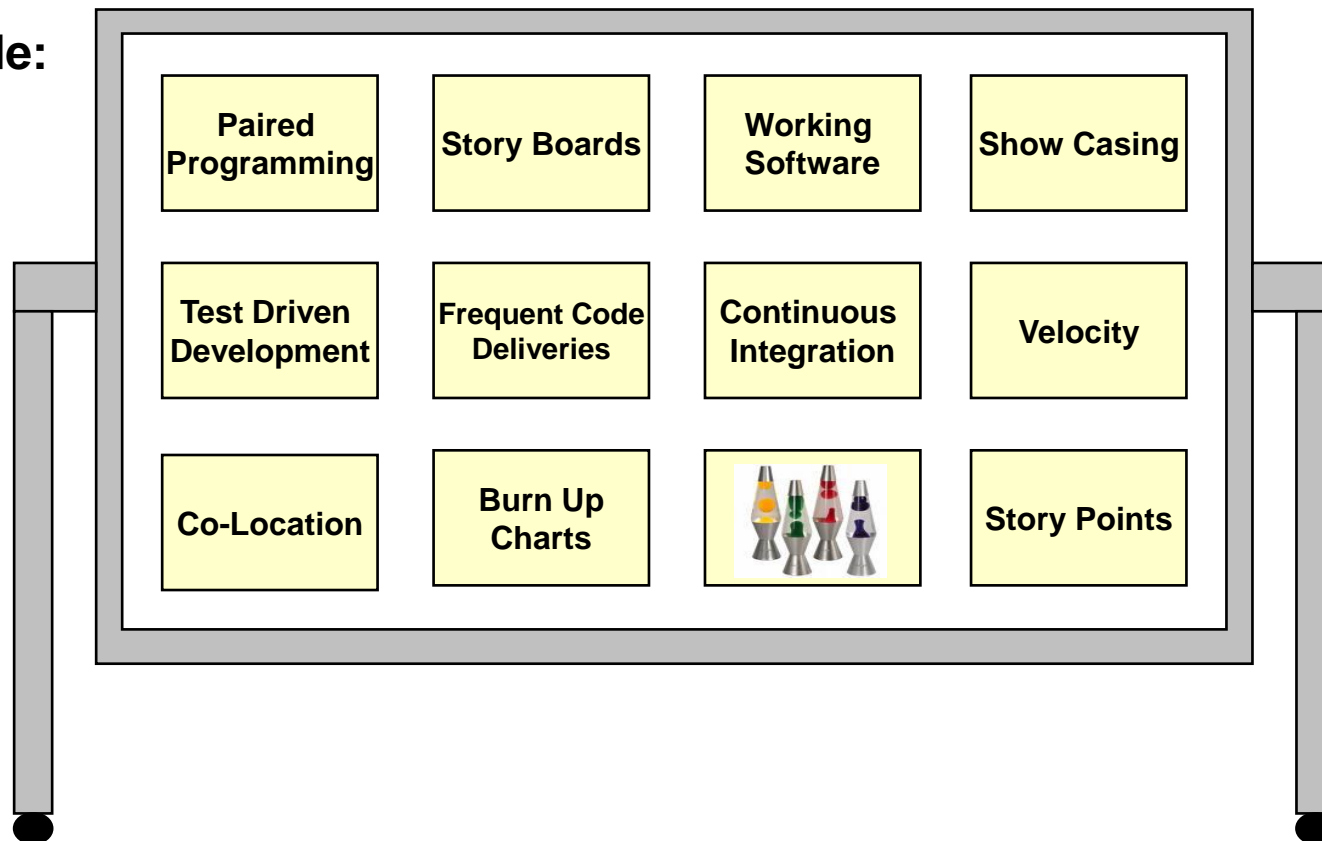 le:
Paired
Programming
Story Boards
Working
Software
Show Casing
Test Driven
Development
Frequent Code
Deliveries
Continuous
Integration
Velocity
Co-Location
Burn Up
Charts
Story Points